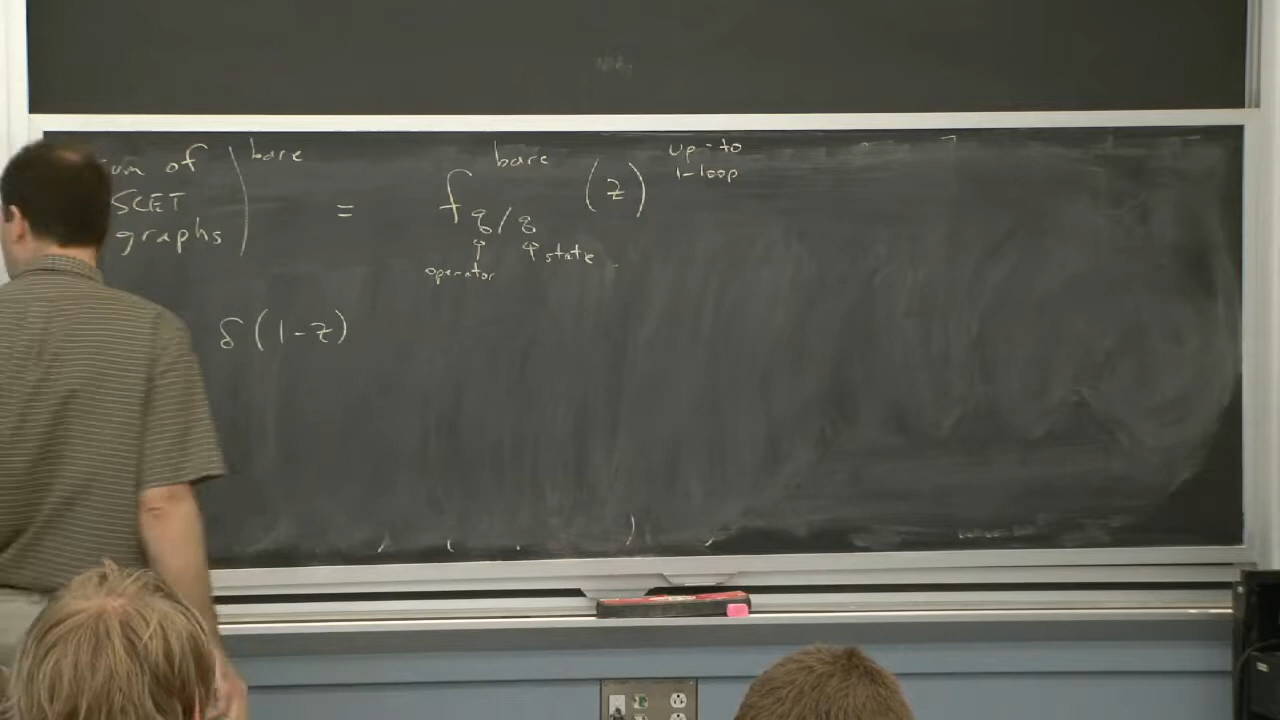 um of
SCET
graphs
bare
= f bare q/q (z) up-to 1-loop
operator state
δ(1-z)